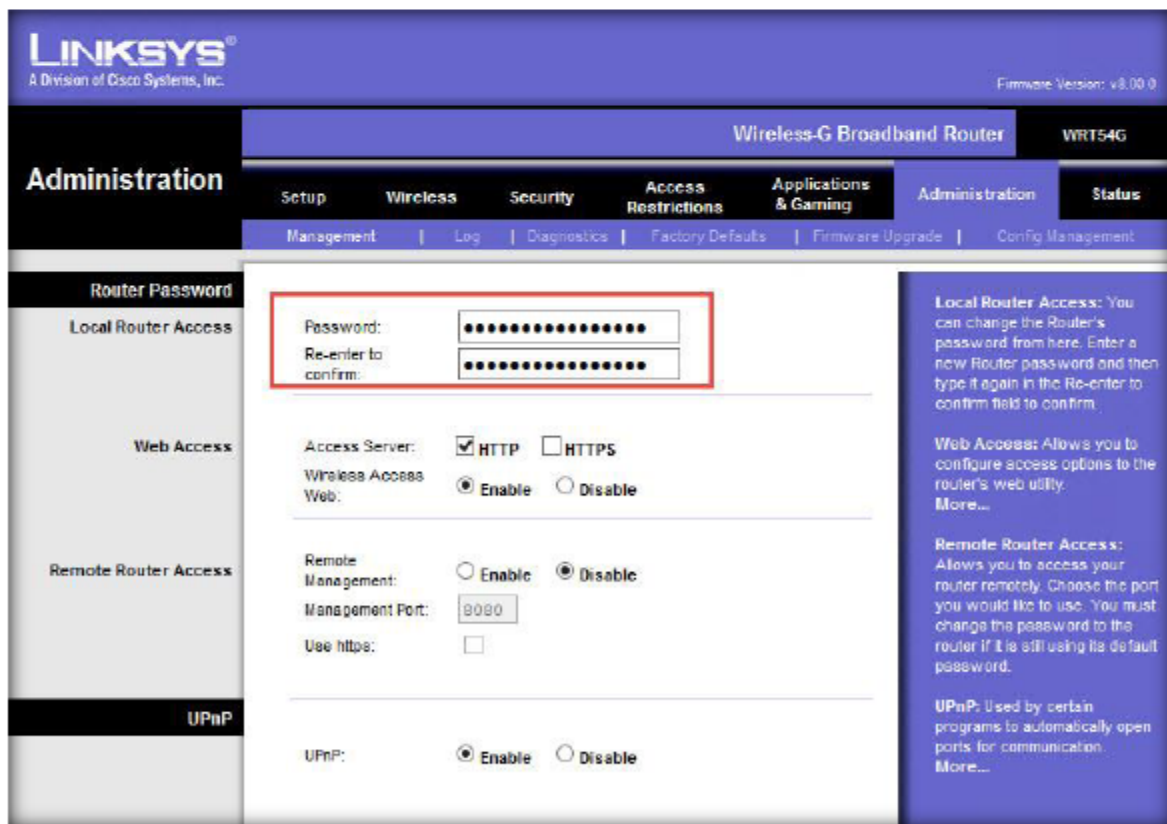 LINKSYS®
A Division of Cisco Systems, Inc.
Firmware Version: v8.00.0
Wireless-G Broadband Router
WRT54G
Administration
Setup
Wireless
Security
Access Restrictions
Applications & Gaming
Administration
Status
Management | Log | Diagnostics | Factory Defaults | Firmware Upgrade | Config Management
Router Password
Local Router Access
Password:
Re-enter to
confirm:
Web Access
Access Server:
HTTP
HTTPS
Wireless Access
Web:
Enable
Disable
Remote Router Access
Remote
Management:
Enable
Disable
Management Port:
8080
Use https:
UPnP
UPnP:
Enable
Disable
Local Router Access: You
can change the Router's
password from here. Enter a
new Router password and then
type it again in the Re-enter to
confirm field to confirm.
Web Access: Allows you to
configure access options to the
router's web utility.
More...
Remote Router Access:
Allows you to access your
router remotely. Choose the port
you would like to use. You must
change the password to the
router if it is still using its default
password.
UPnP: Used by certain
programs to automatically open
ports for communication.
More...